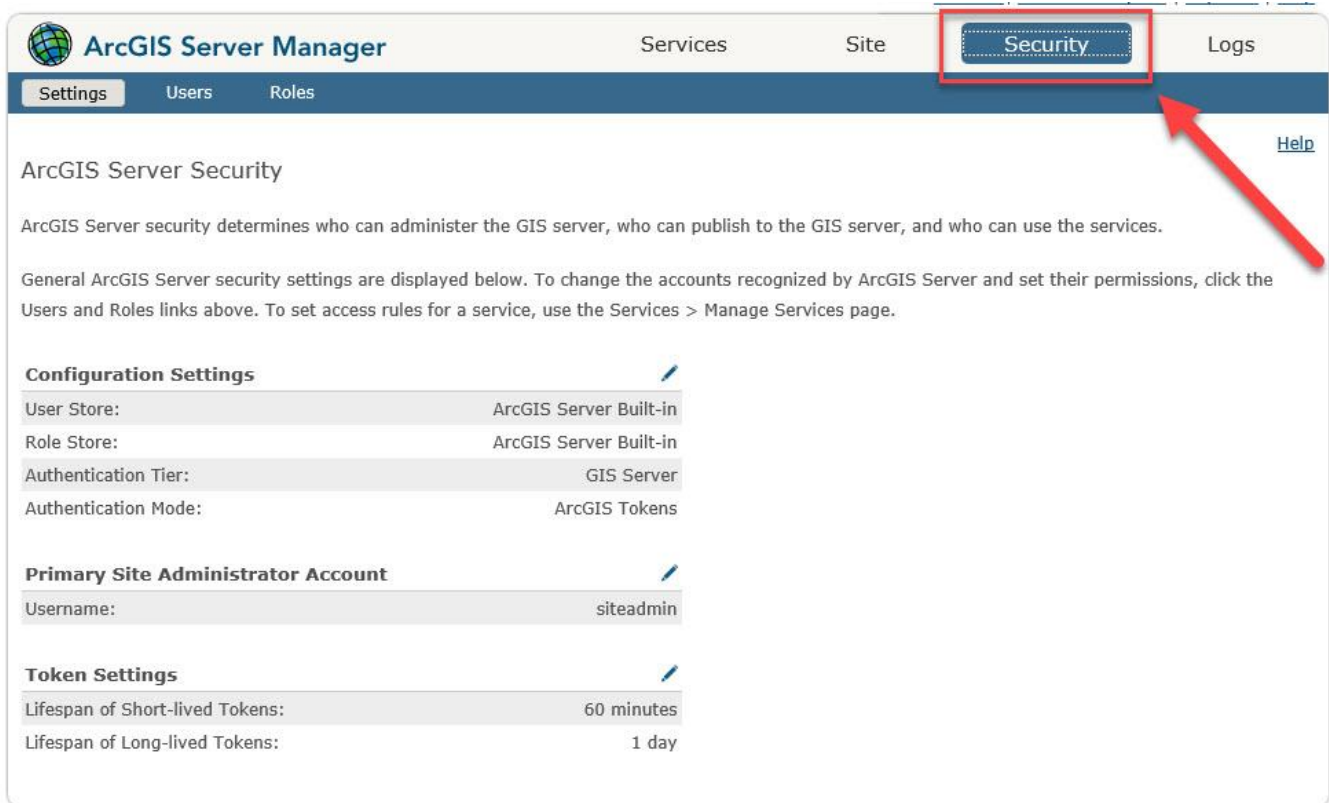 ArcGIS Server Manager Services Site Security Logs
Settings Users Roles
Help
ArcGIS Server Security
ArcGIS Server security determines who can administer the GIS server, who can publish to the GIS server, and who can use the services.
General ArcGIS Server security settings are displayed below. To change the accounts recognized by ArcGIS Server and set their permissions, click the
Users and Roles links above. To set access rules for a service, use the Services > Manage Services page.
Configuration Settings
User Store: ArcGIS Server Built-in
Role Store: ArcGIS Server Built-in
Authentication Tier: GIS Server
Authentication Mode: ArcGIS Tokens
Primary Site Administrator Account
Username: siteadmin
Token Settings
Lifespan of Short-lived Tokens: 60 minutes
Lifespan of Long-lived Tokens: 1 day